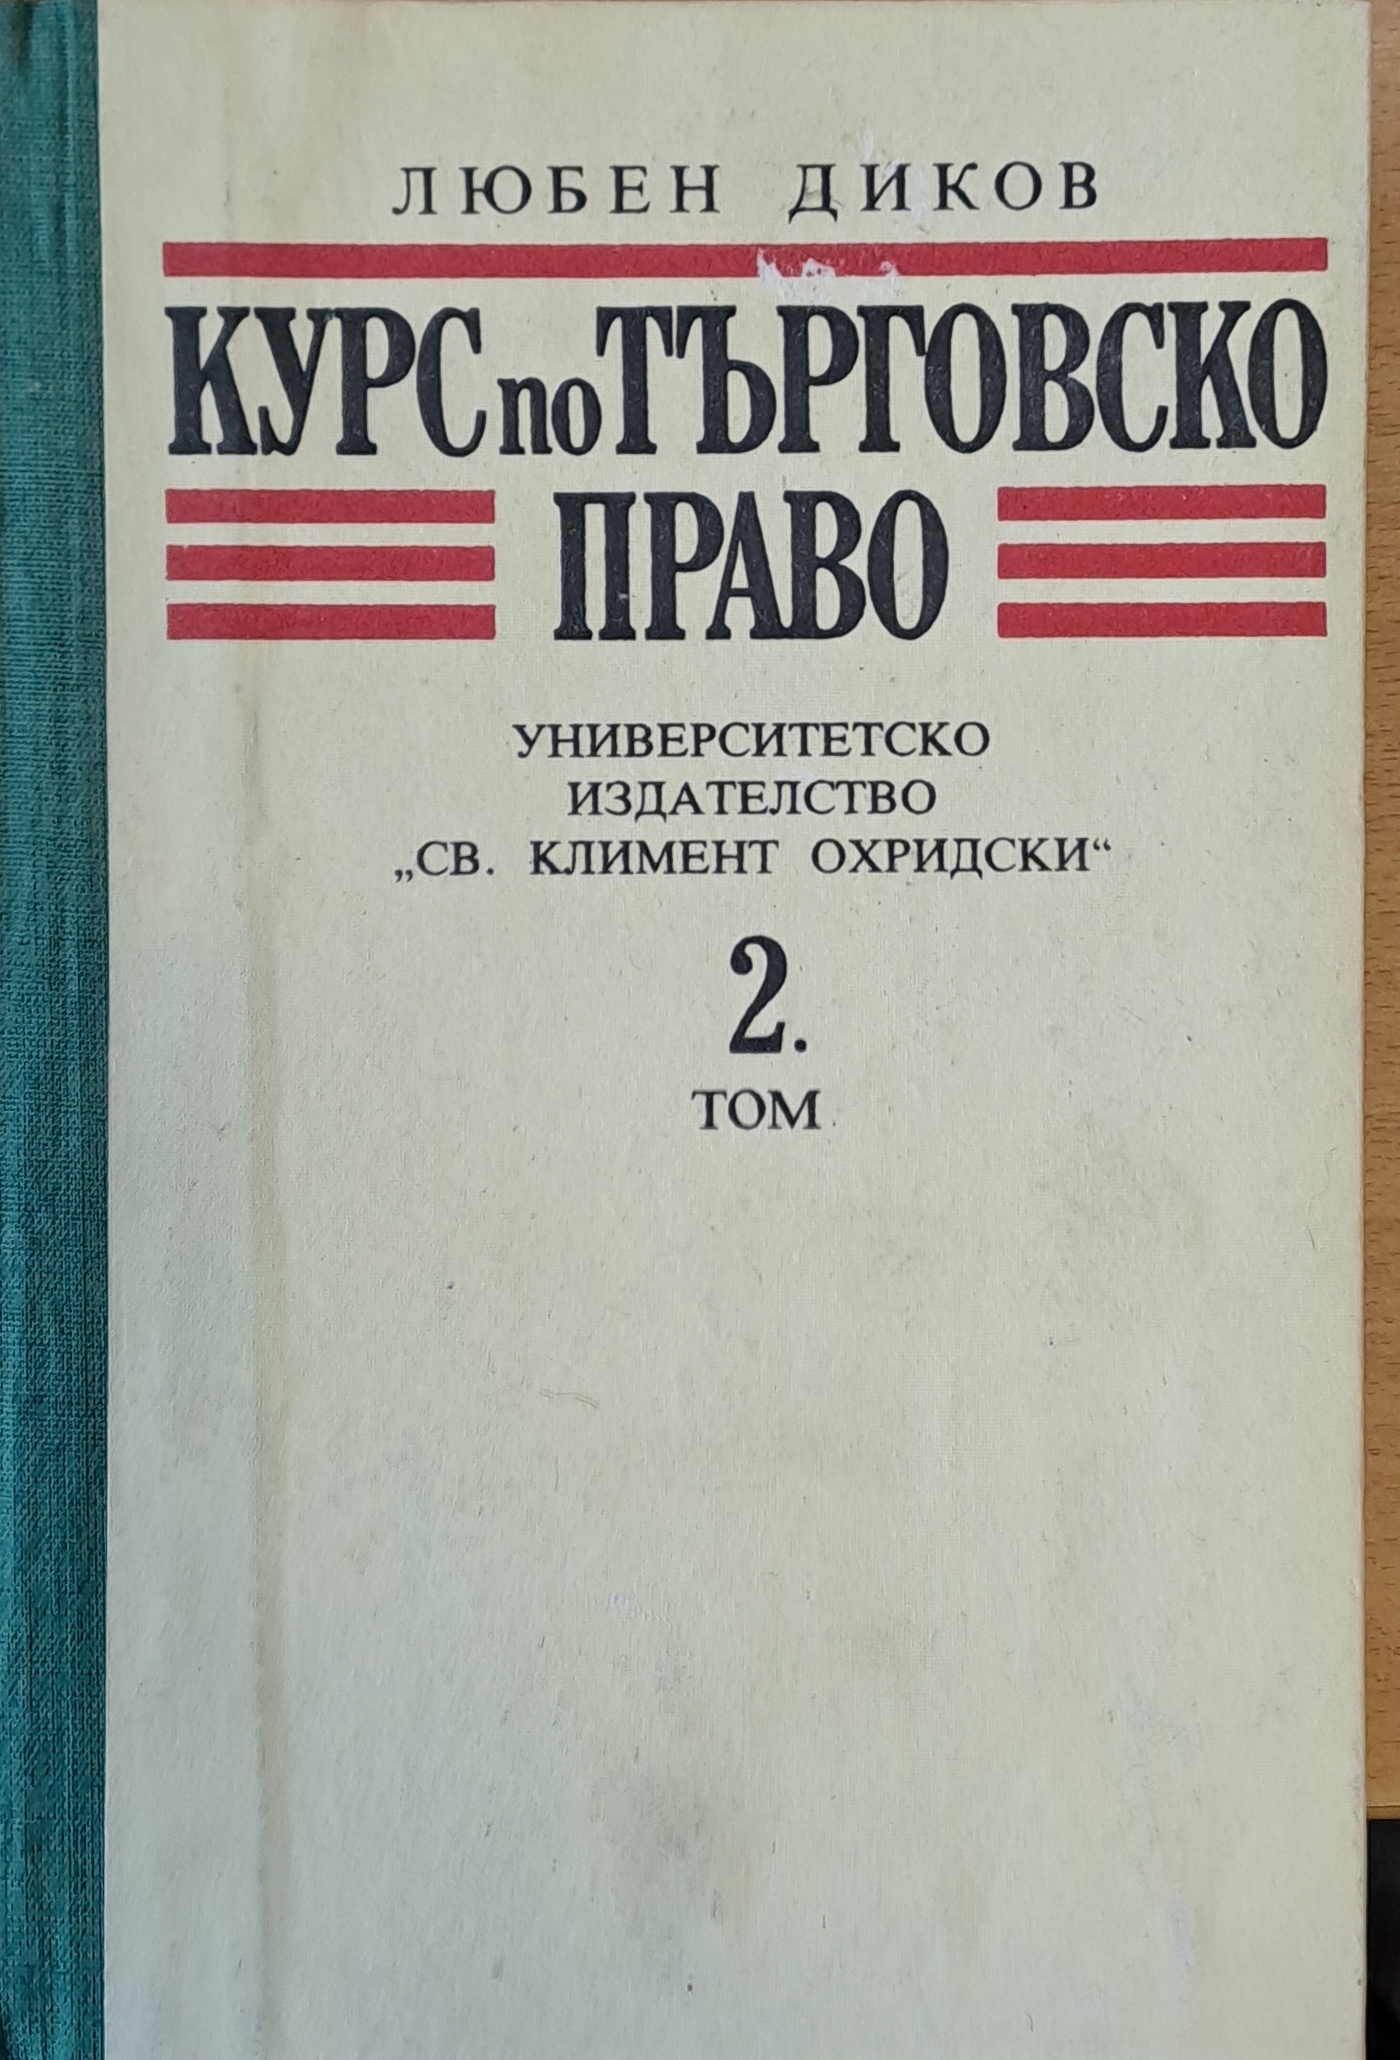 ЛЮБЕН ДИКОВ
КУРС по ТЪРГОВСКО
ПРАВО
УНИВЕРСИТЕТСКО
ИЗДАТЕЛСТВО
„СВ. КЛИМЕНТ ОХРИДСКИ“
2.
ТОМ